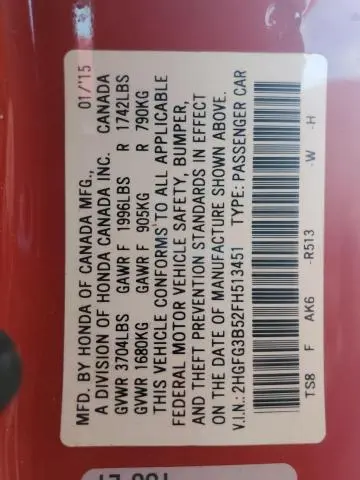 MFD. BY HONDA OF CANADA MFG., 01/'15
A DIVISION OF HONDA CANADA INC. CANADA
GVWR 3704LBS GAWR F 1996LBS R 1742LBS
GVWR 1680KG GAWR F 905KG R 790KG
THIS VEHICLE CONFORMS TO ALL APPLICABLE
FEDERAL MOTOR VEHICLE SAFETY, BUMPER,
AND THEFT PREVENTION STANDARDS IN EFFECT
ON THE DATE OF MANUFACTURE SHOWN ABOVE.
V.I.N.: 2HGFG3B52FH513451 TYPE: PASSENGER CAR
TS8 F AK6 -R513 -W -H